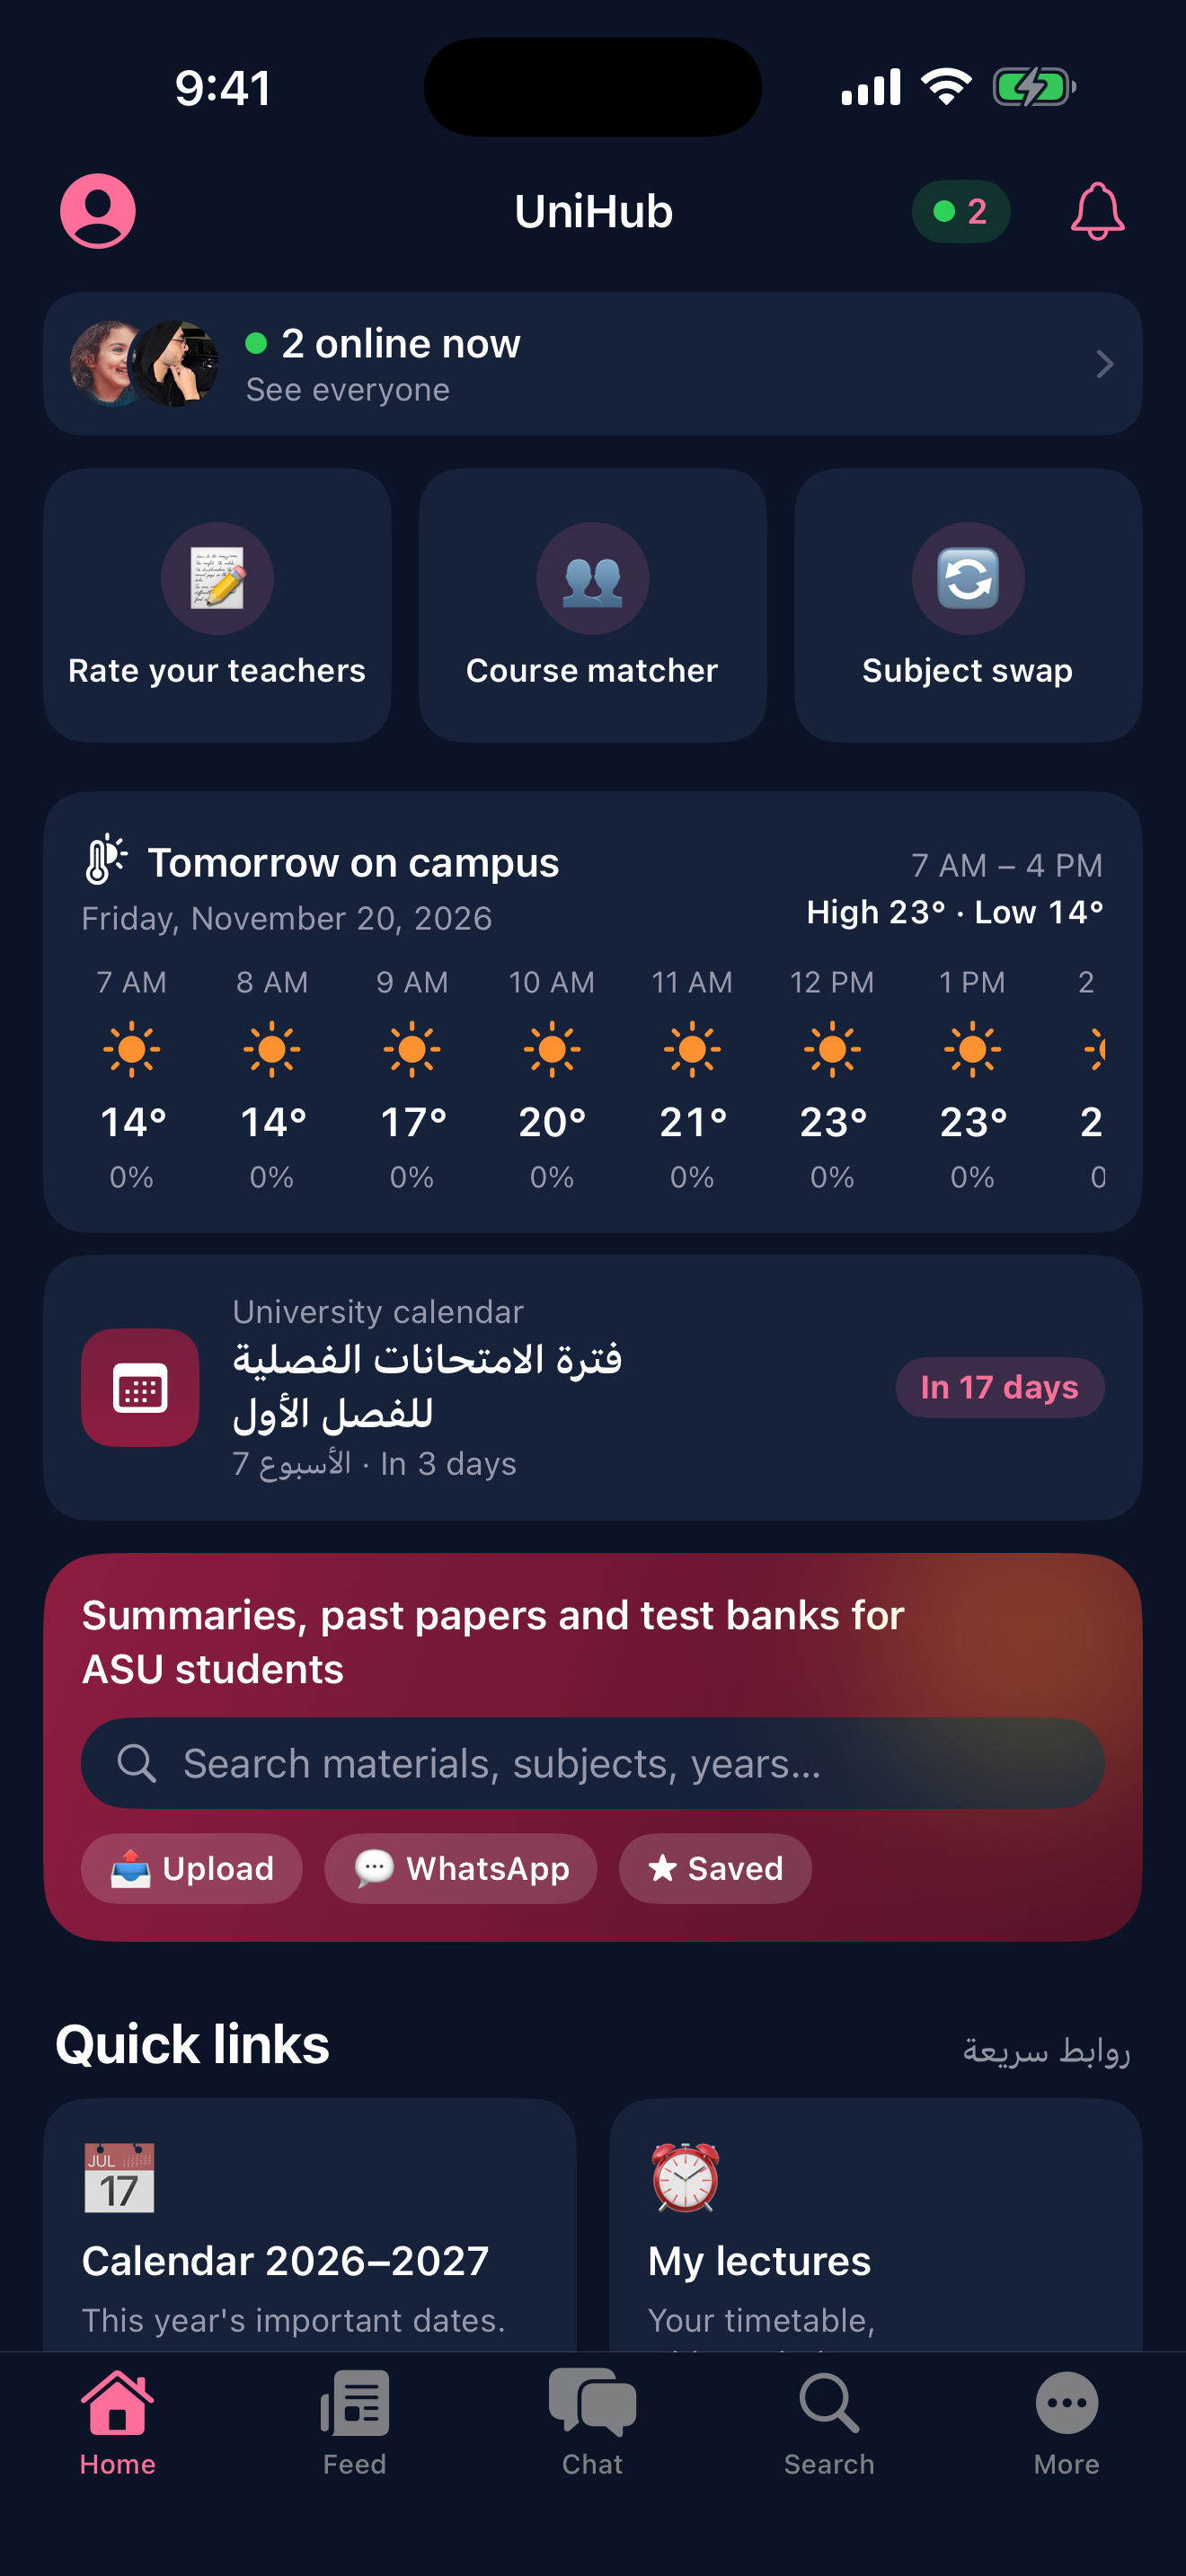 9:41
UniHub
2
2 online now
See everyone
Rate your teachers
Course matcher
Subject swap
Tomorrow on campus
7 AM – 4 PM
Friday, November 20, 2026
High 23° · Low 14°
7 AM 8 AM 9 AM 10 AM 11 AM 12 PM 1 PM 2
14° 14° 17° 20° 21° 23° 23° 2
0% 0% 0% 0% 0% 0% 0% 0
University calendar
فترة الامتحانات الفصلية
للفصل الأول
In 17 days
الأسبوع 7 · In 3 days
Summaries, past papers and test banks for
ASU students
Search materials, subjects, years...
Upload
WhatsApp
Saved
Quick links
روابط سريعة
JUL
17
Calendar 2026–2027
My lectures
This year's important dates.
Your timetable,
Home
Feed
Chat
Search
More